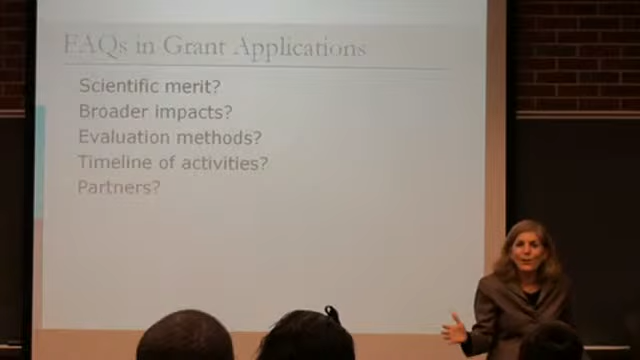 FAQs in Grant Applications
Scientific merit?
Broader impacts?
Evaluation methods?
Timeline of activities?
Partners?